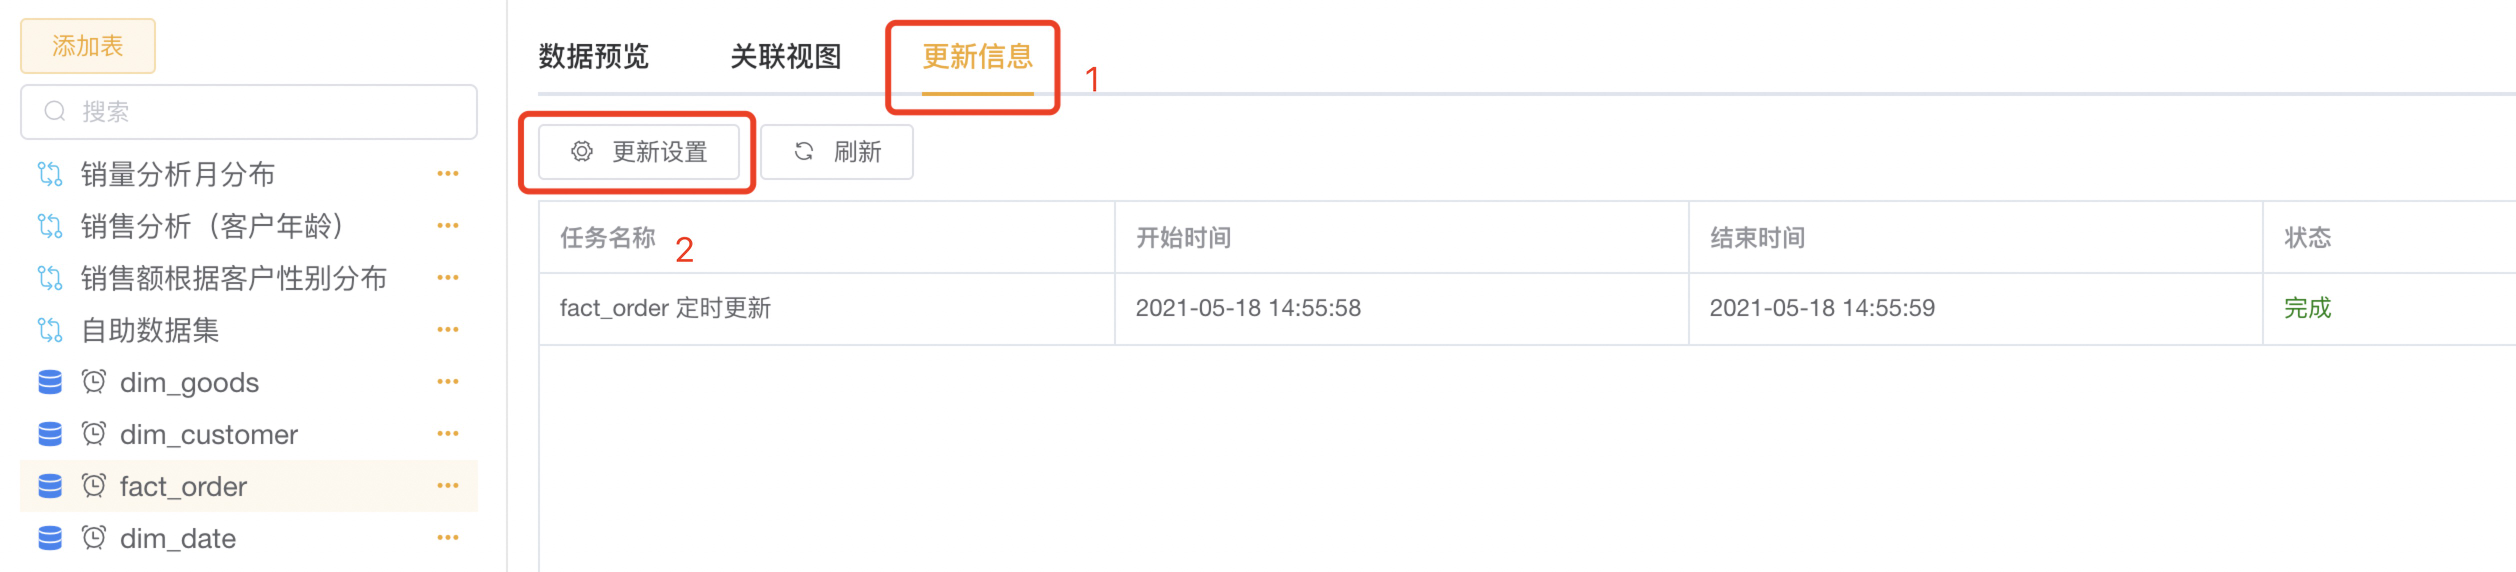 添加表
搜索
销量分析月分布
销售分析（客户年龄）
销售额根据客户性别分布
自助数据集
dim_goods
dim_customer
fact_order
dim_date
数据预览 关联视图 更新信息 1
更新设置 刷新
任务名称 2 开始时间 结束时间 状态
fact_order 定时更新 2021-05-18 14:55:58 2021-05-18 14:55:59 完成